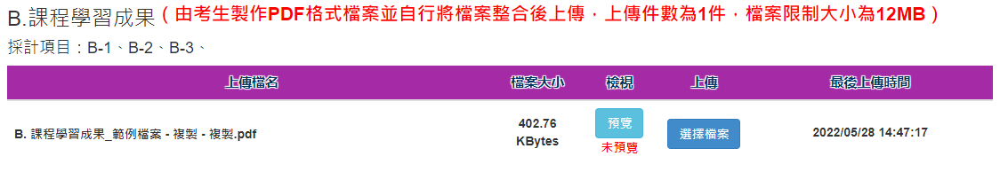 B.課程學習成果(由考生製作PDF格式檔案並自行將檔案整合後上傳，上傳件數為1件，檔案限制大小為12MB)
採計項目：B-1、B-2、B-3、
上傳檔名 檔案大小 檢視 上傳 最後上傳時間
B. 課程學習成果_範例檔案 - 複製 - 複製.pdf 402.76 KBytes 預覽 未預覽 選擇檔案 2022/05/28 14:47:17